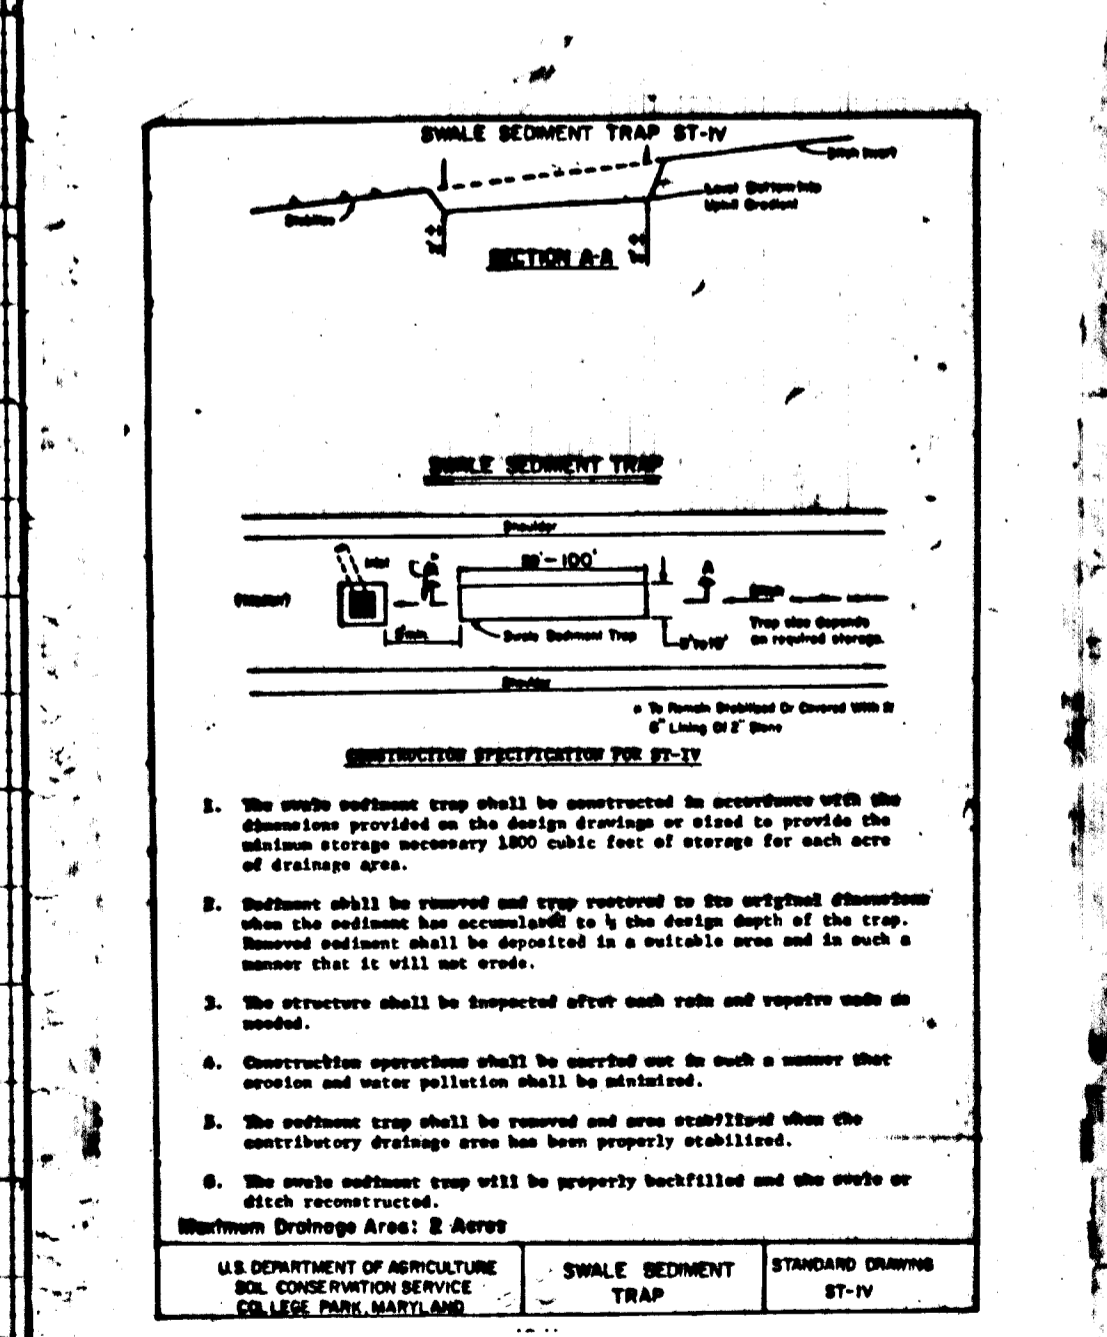 SWALE SEDIMENT TRAP ST-IV
Ditch Invert
Level Bottom Into
Uphill Gradient
Stabilize
SECTION A-A
SWALE SEDIMENT TRAP
Shoulder
Inlet
-100'
A
A
(Median)
Ditch
5' min.
Swale Sediment Trap
Trap size depends
on required storage.
Shoulder
To Remain Stabilized Or Covered With
6" Lining Of 2" Stone
CONSTRUCTION SPECIFICATION FOR ST-IV
1. The swale sediment trap shall be constructed in accordance with the
dimensions provided on the design drawings or sized to provide the
minimum storage necessary 1800 cubic feet of storage for each acre
of drainage area.
2. Sediment shall be removed and trap restored to its original dimensions
when the sediment has accumulated to ½ the design depth of the trap.
Removed sediment shall be deposited in a suitable area and in such a
manner that it will not erode.
3. The structure shall be inspected after each rain and repairs made as
needed.
4. Construction operations shall be carried out in such a manner that
erosion and water pollution shall be minimized.
5. The sediment trap shall be removed and area stabilized when the
contributory drainage area has been properly stabilized.
6. The swale sediment trap will be properly backfilled and the swale or
ditch reconstructed.
Maximum Drainage Area: 2 Acres
U.S. DEPARTMENT OF AGRICULTURE
SOIL CONSERVATION SERVICE
COLLEGE PARK, MARYLAND
SWALE SEDIMENT
TRAP
STANDARD DRAWING
ST-IV